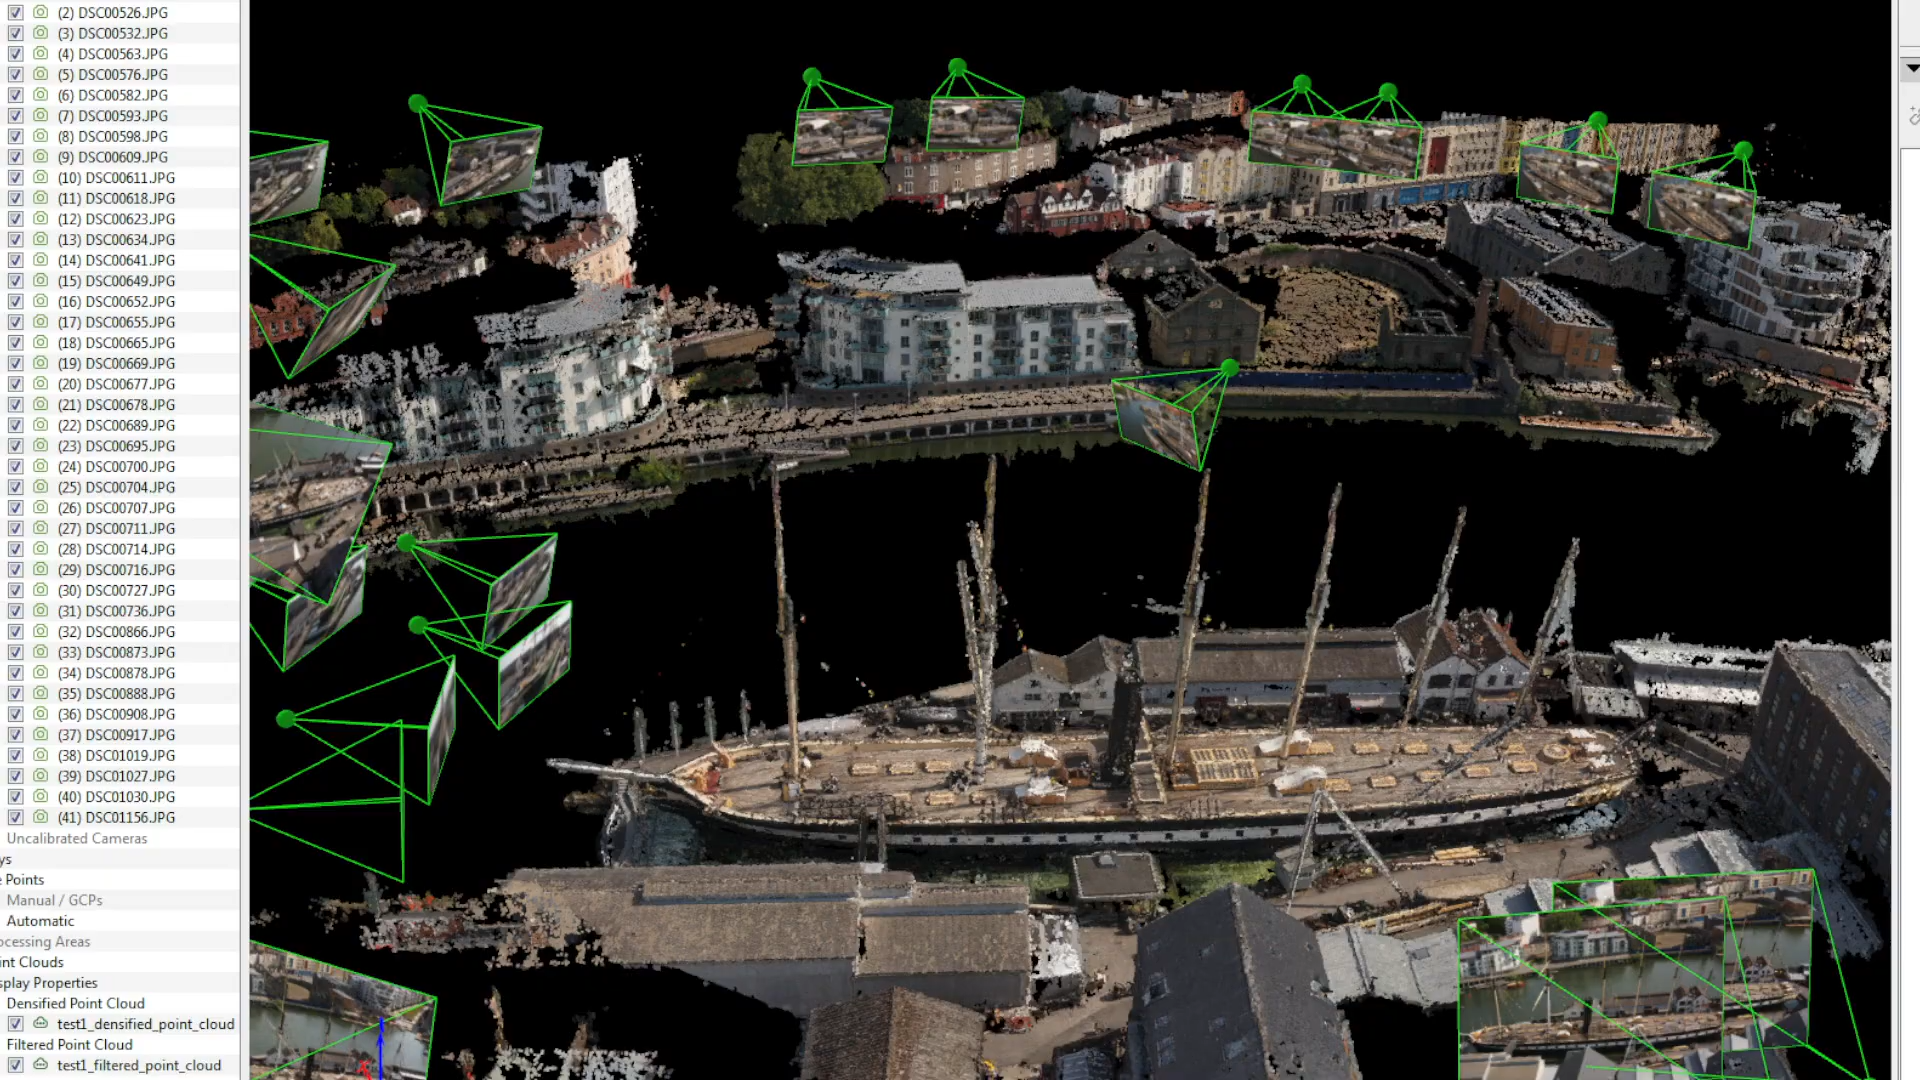 (2) DSC00526.JPG
(3) DSC00532.JPG
(4) DSC00563.JPG
(5) DSC00576.JPG
(6) DSC00582.JPG
(7) DSC00593.JPG
(8) DSC00598.JPG
(9) DSC00609.JPG
(10) DSC00611.JPG
(11) DSC00618.JPG
(12) DSC00623.JPG
(13) DSC00634.JPG
(14) DSC00641.JPG
(15) DSC00649.JPG
(16) DSC00652.JPG
(17) DSC00655.JPG
(18) DSC00665.JPG
(19) DSC00669.JPG
(20) DSC00677.JPG
(21) DSC00678.JPG
(22) DSC00689.JPG
(23) DSC00695.JPG
(24) DSC00700.JPG
(25) DSC00704.JPG
(26) DSC00707.JPG
(27) DSC00711.JPG
(28) DSC00714.JPG
(29) DSC00716.JPG
(30) DSC00727.JPG
(31) DSC00736.JPG
(32) DSC00866.JPG
(33) DSC00873.JPG
(34) DSC00878.JPG
(35) DSC00888.JPG
(36) DSC00908.JPG
(37) DSC00917.JPG
(38) DSC01019.JPG
(39) DSC01027.JPG
(40) DSC01030.JPG
(41) DSC01156.JPG
Uncalibrated Cameras
ys
e Points
Manual / GCPs
Automatic
ocessing Areas
int Clouds
splay Properties
Densified Point Cloud
test1_densified_point_cloud
Filtered Point Cloud
test1_filtered_point_cloud
X